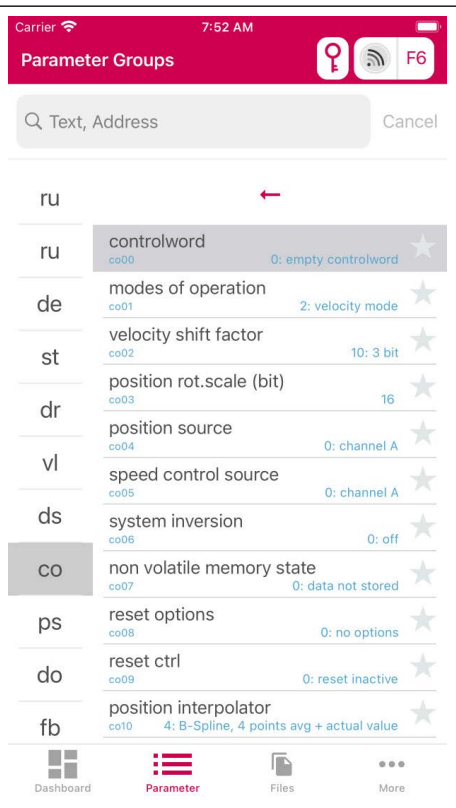 Carrier 7:52 AM
Parameter Groups F6
Text, Address Cancel
ru
ru
de
st
dr
vl
ds
co
ps
do
fb
controlword
co00 0: empty controlword
modes of operation
co01 2: velocity mode
velocity shift factor
co02 10: 3 bit
position rot.scale (bit)
co03 16
position source
co04 0: channel A
speed control source
co05 0: channel A
system inversion
co06 0: off
non volatile memory state
co07 0: data not stored
reset options
co08 0: no options
reset ctrl
co09 0: reset inactive
position interpolator
co10 4: B-Spline, 4 points avg + actual value
Dashboard Parameter Files More